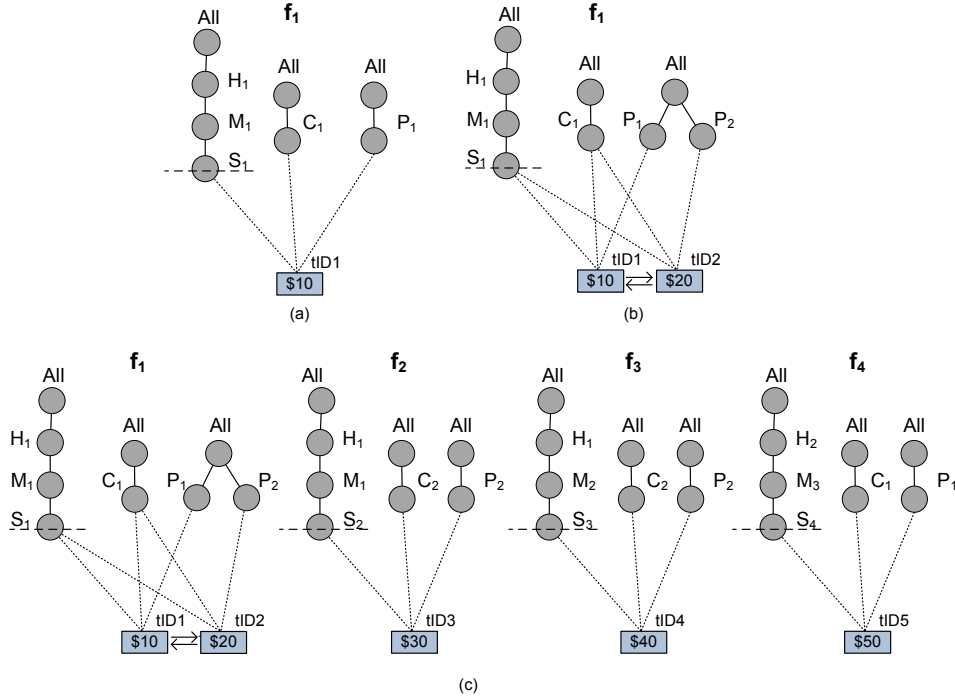 f₁ f₁
All All
H₁ All All H₁ All All
M₁ C₁ P₁ M₁ C₁ P₁ P₂
S₁ S₁
tID1 tID1 tID2
$10 $10 $20
(a) (b)
f₁ f₂ f₃ f₄
All All All All
H₁ All All H₁ All All H₁ All All H₂ All All
M₁ C₁ P₁ P₂ M₁ C₂ P₂ M₂ C₂ P₂ M₃ C₁ P₁
S₁ S₂ S₃ S₄
tID1 tID2 tID3 tID4 tID5
$10 $20 $30 $40 $50
(c)